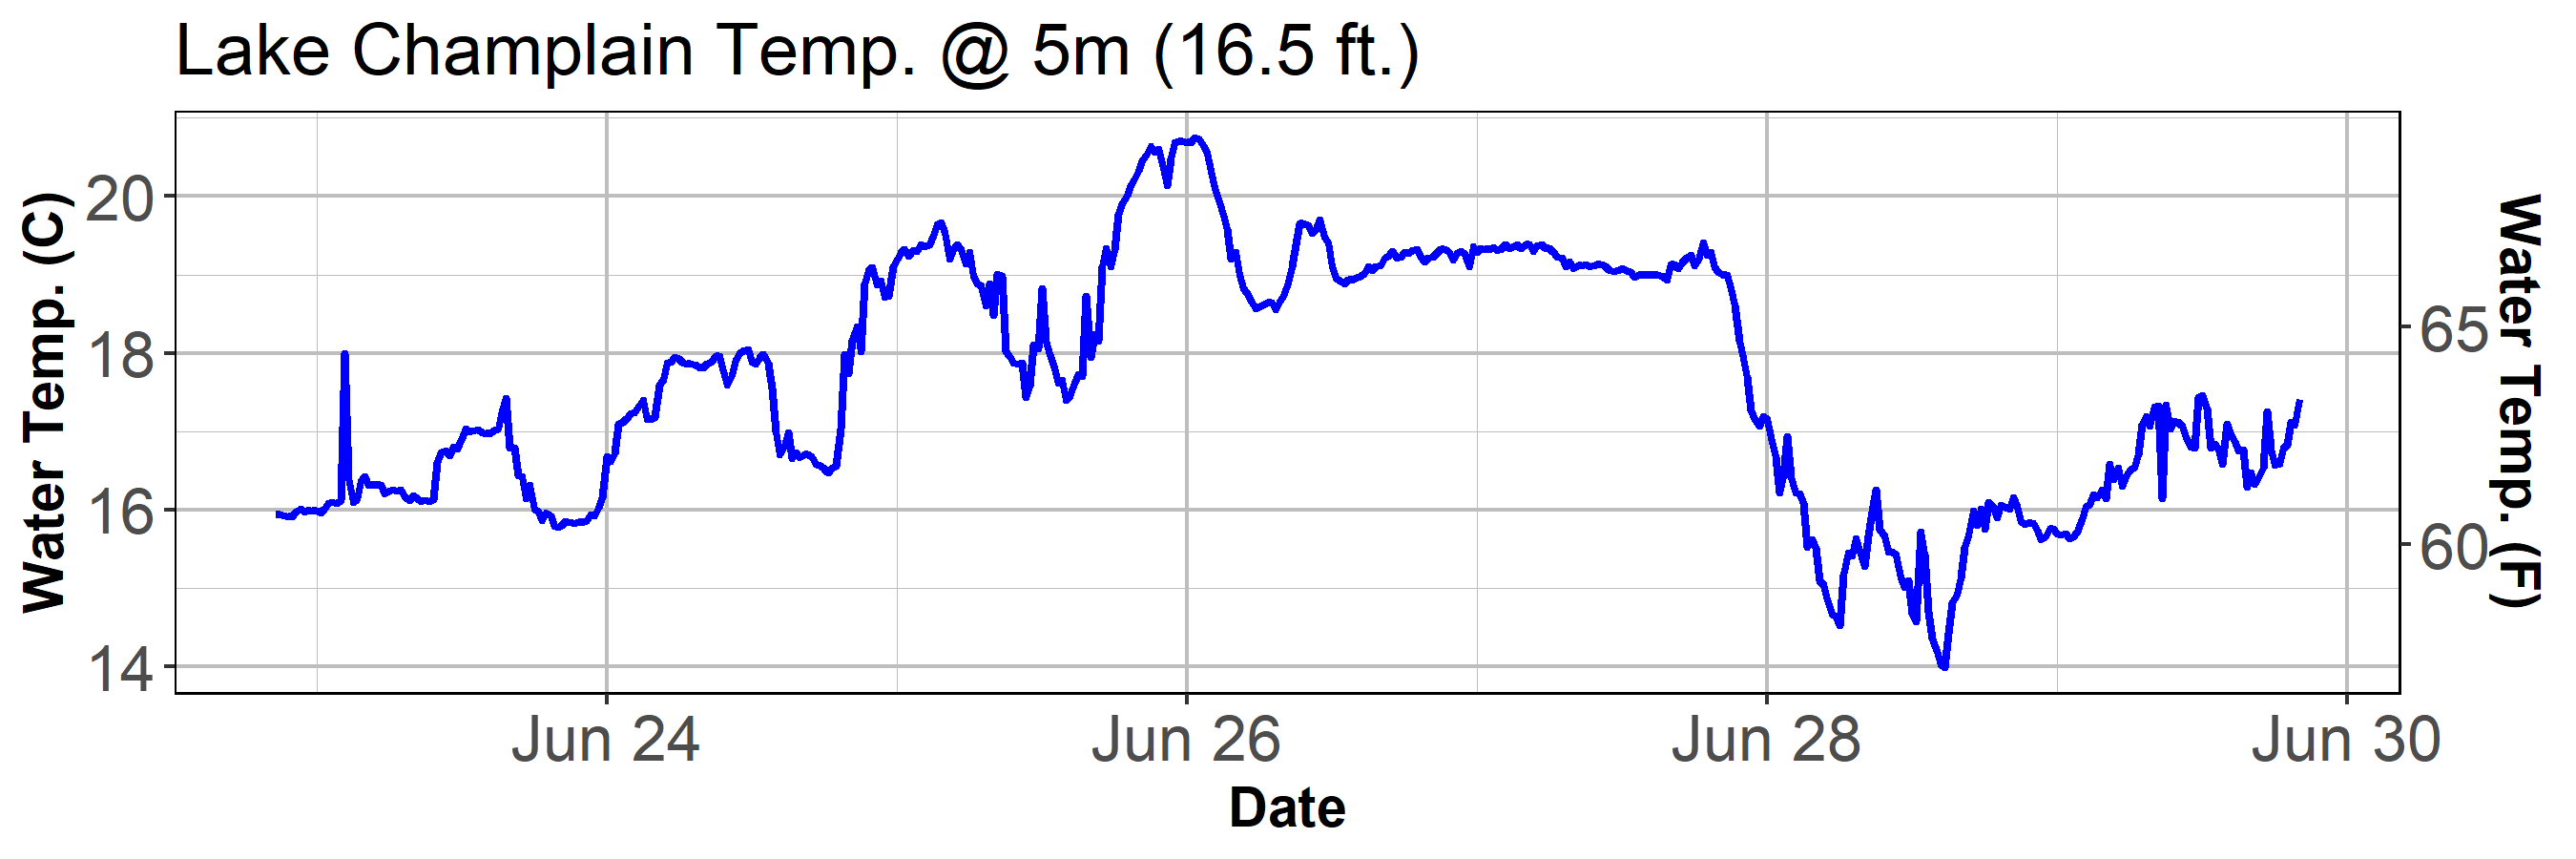 Lake Champlain Temp. @ 5m (16.5 ft.)
Water Temp. (C)
20
18
16
14
65
60
Water Temp. (F)
Jun 24
Jun 26
Jun 28
Jun 30
Date